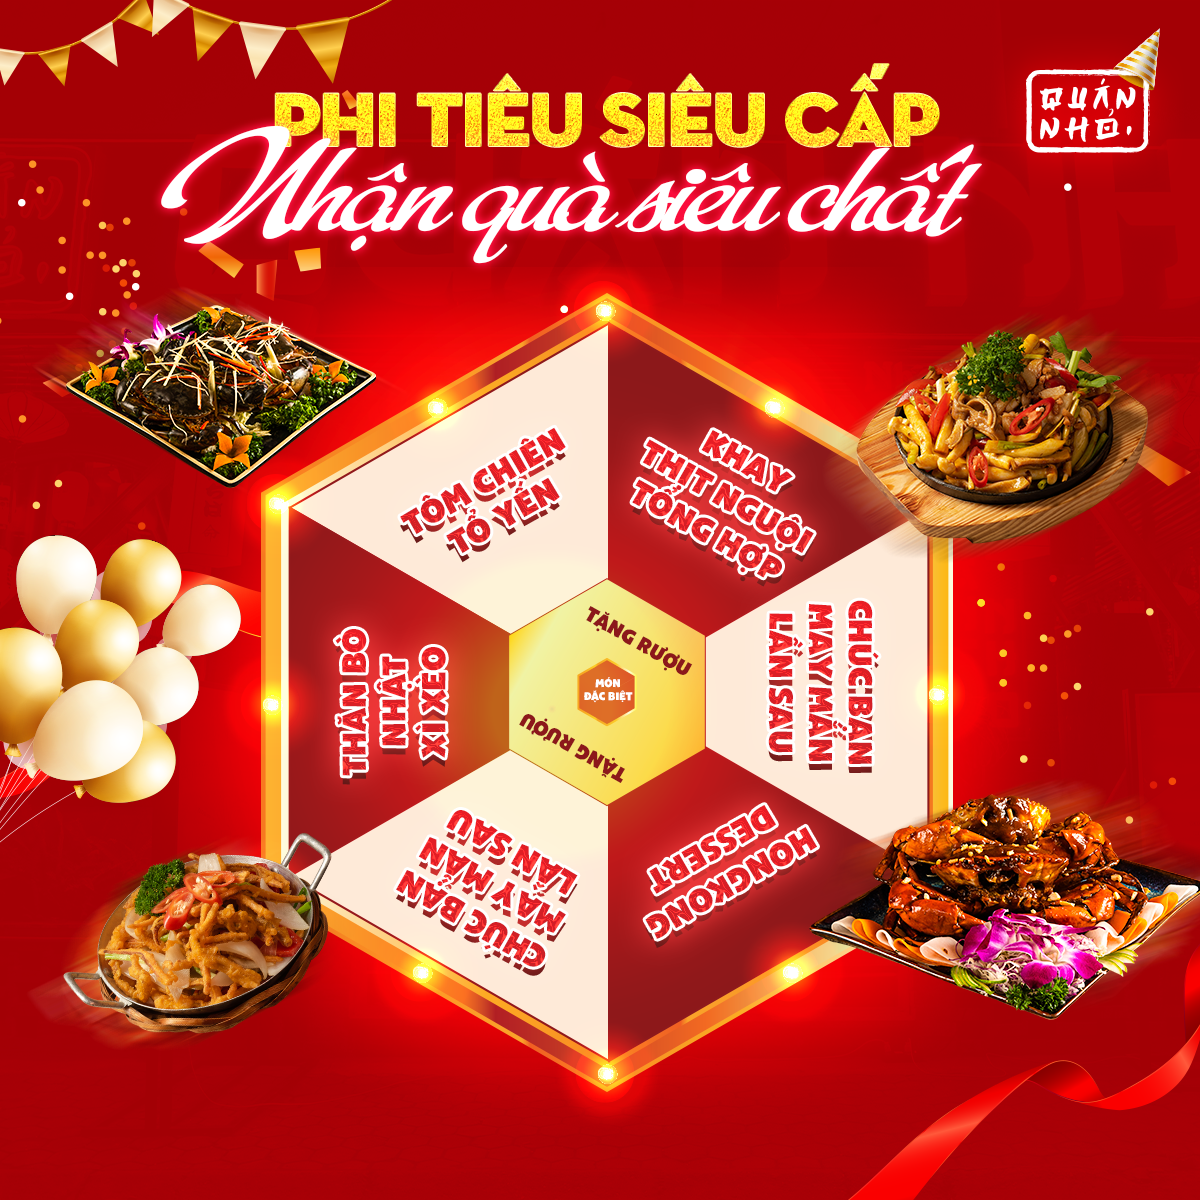 PHI TIÊU SIÊU CẤP
Nhận quà siêu chất
QUÁN
NHỎ.
TÔM CHIÊN
TỔ YẾN
KHAY
THỊT NGUỘI
TỔNG HỢP
CHÚC BẠN
MAY MẮN
LẦN SAU
HONGKONG
DESSERT
CHÚC BẠN
MAY MẮN
LẦN SAU
THĂN BÒ
NHẬT
XÌ XÈO
TẶNG RƯỢU
MÓN
ĐẶC BIỆT
TẶNG RƯỢU